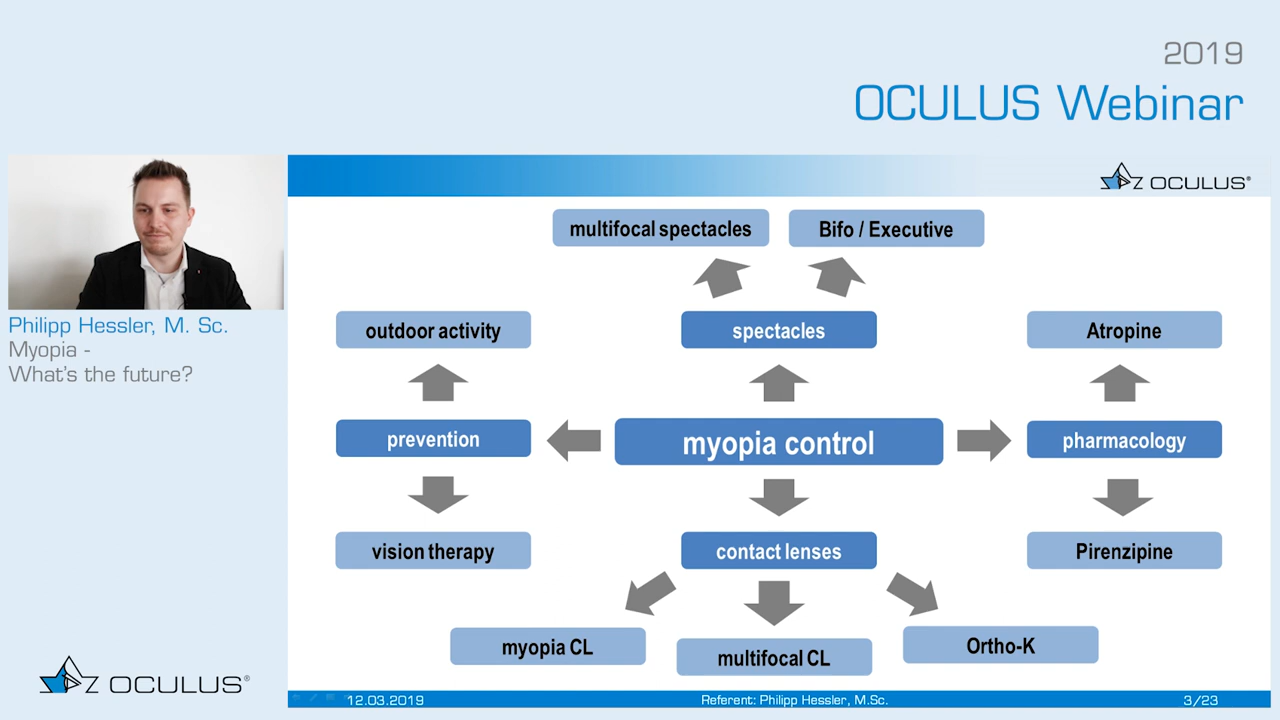 2019
OCULUS Webinar
OCULUS®
Philipp Hessler, M. Sc.
Myopia -
What's the future?
multifocal spectacles
Bifo / Executive
outdoor activity
spectacles
Atropine
prevention
myopia control
pharmacology
vision therapy
contact lenses
Pirenzipine
myopia CL
multifocal CL
Ortho-K
OCULUS®
12.03.2019
Referent: Philipp Hessler, M.Sc.
3/23